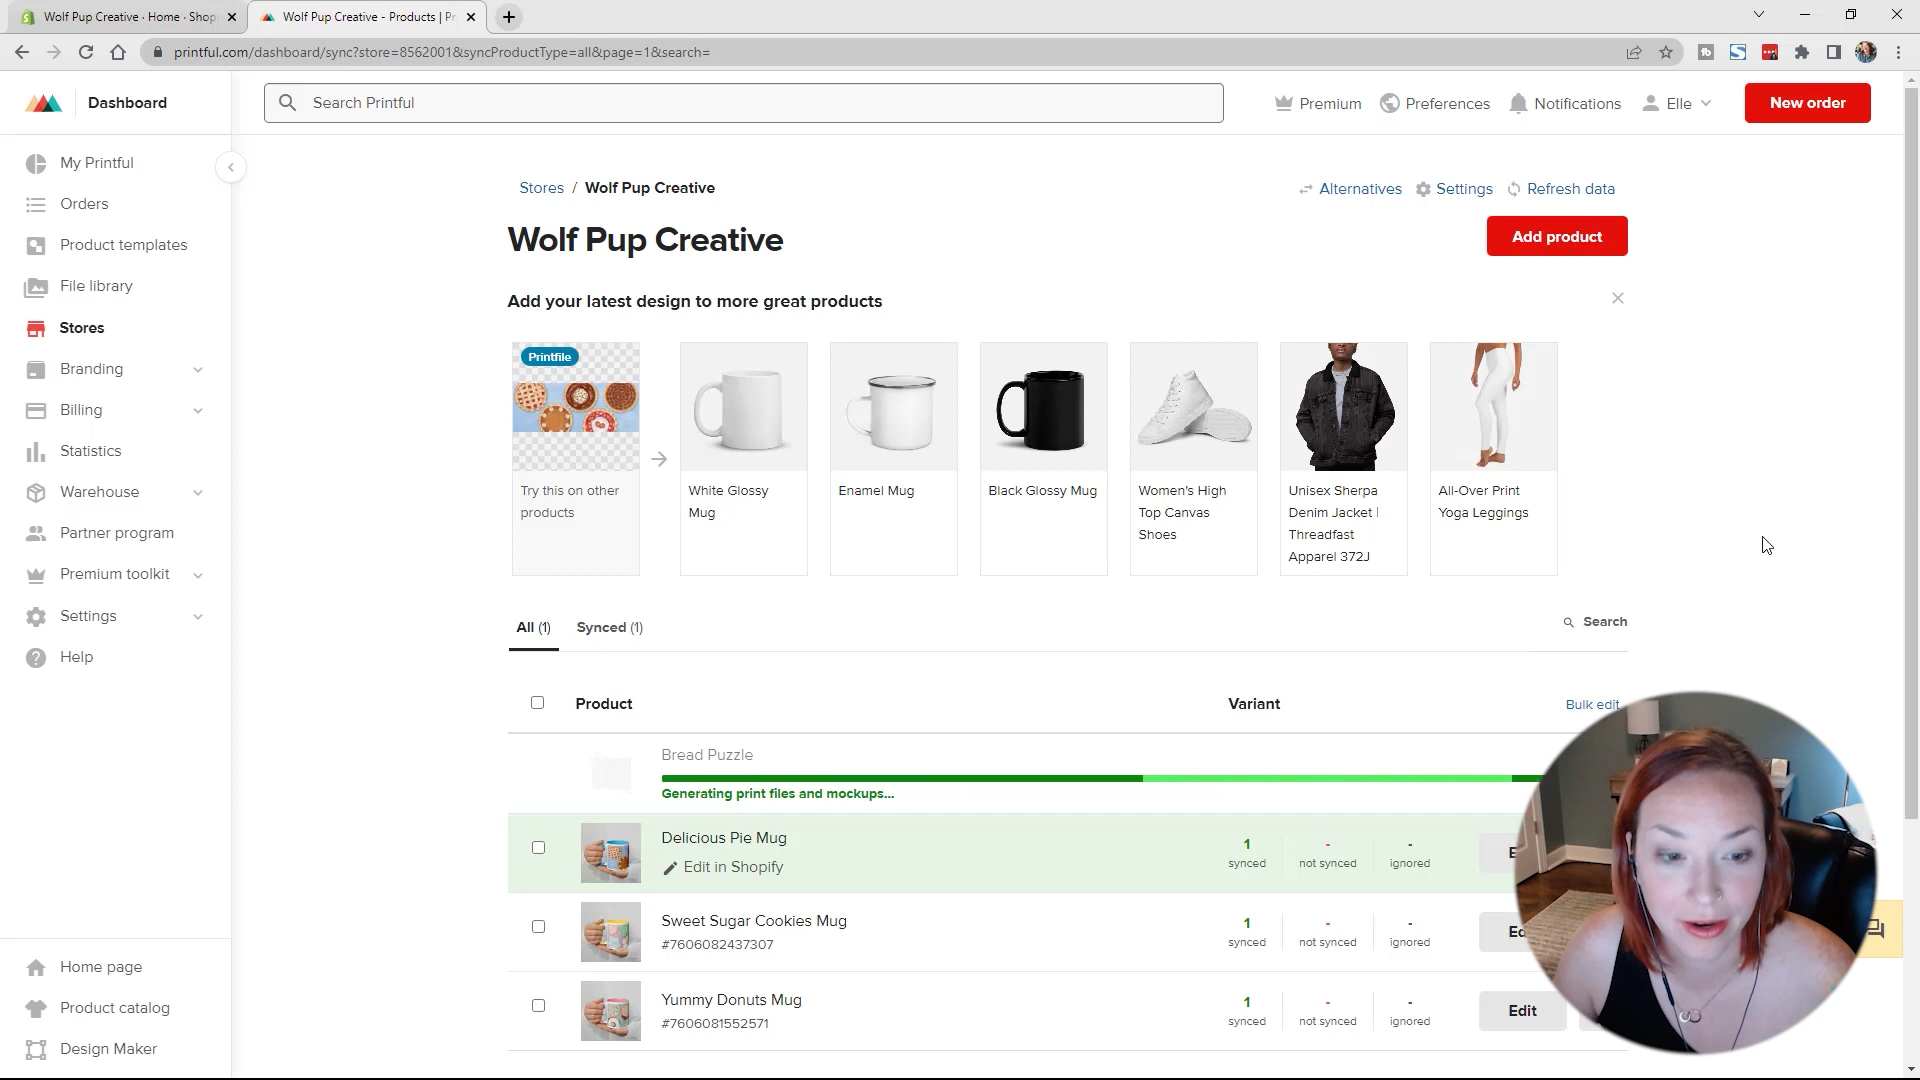 Wolf Pup Creative · Home · Shop
Wolf Pup Creative - Products | Pr
printful.com/dashboard/sync?store=8562001&syncProductType=all&page=1&search=
Dashboard
Search Printful
Premium
Preferences
Notifications
Elle
New order
My Printful
Orders
Product templates
File library
Stores
Branding
Billing
Statistics
Warehouse
Partner program
Premium toolkit
Settings
Help
Home page
Product catalog
Design Maker
Stores / Wolf Pup Creative
Alternatives
Settings
Refresh data
Wolf Pup Creative
Add product
Add your latest design to more great products
Printfile
Try this on other
products
White Glossy
Mug
Enamel Mug
Black Glossy Mug
Women's High
Top Canvas
Shoes
Unisex Sherpa
Denim Jacket |
Threadfast
Apparel 372J
All-Over Print
Yoga Leggings
All (1)
Synced (1)
Search
Product
Variant
Bulk edit
Bread Puzzle
Generating print files and mockups...
Delicious Pie Mug
Edit in Shopify
1
synced
-
not synced
-
ignored
E
Sweet Sugar Cookies Mug
#7606082437307
1
synced
-
not synced
-
ignored
Ed
Yummy Donuts Mug
#7606081552571
1
synced
-
not synced
-
ignored
Edit